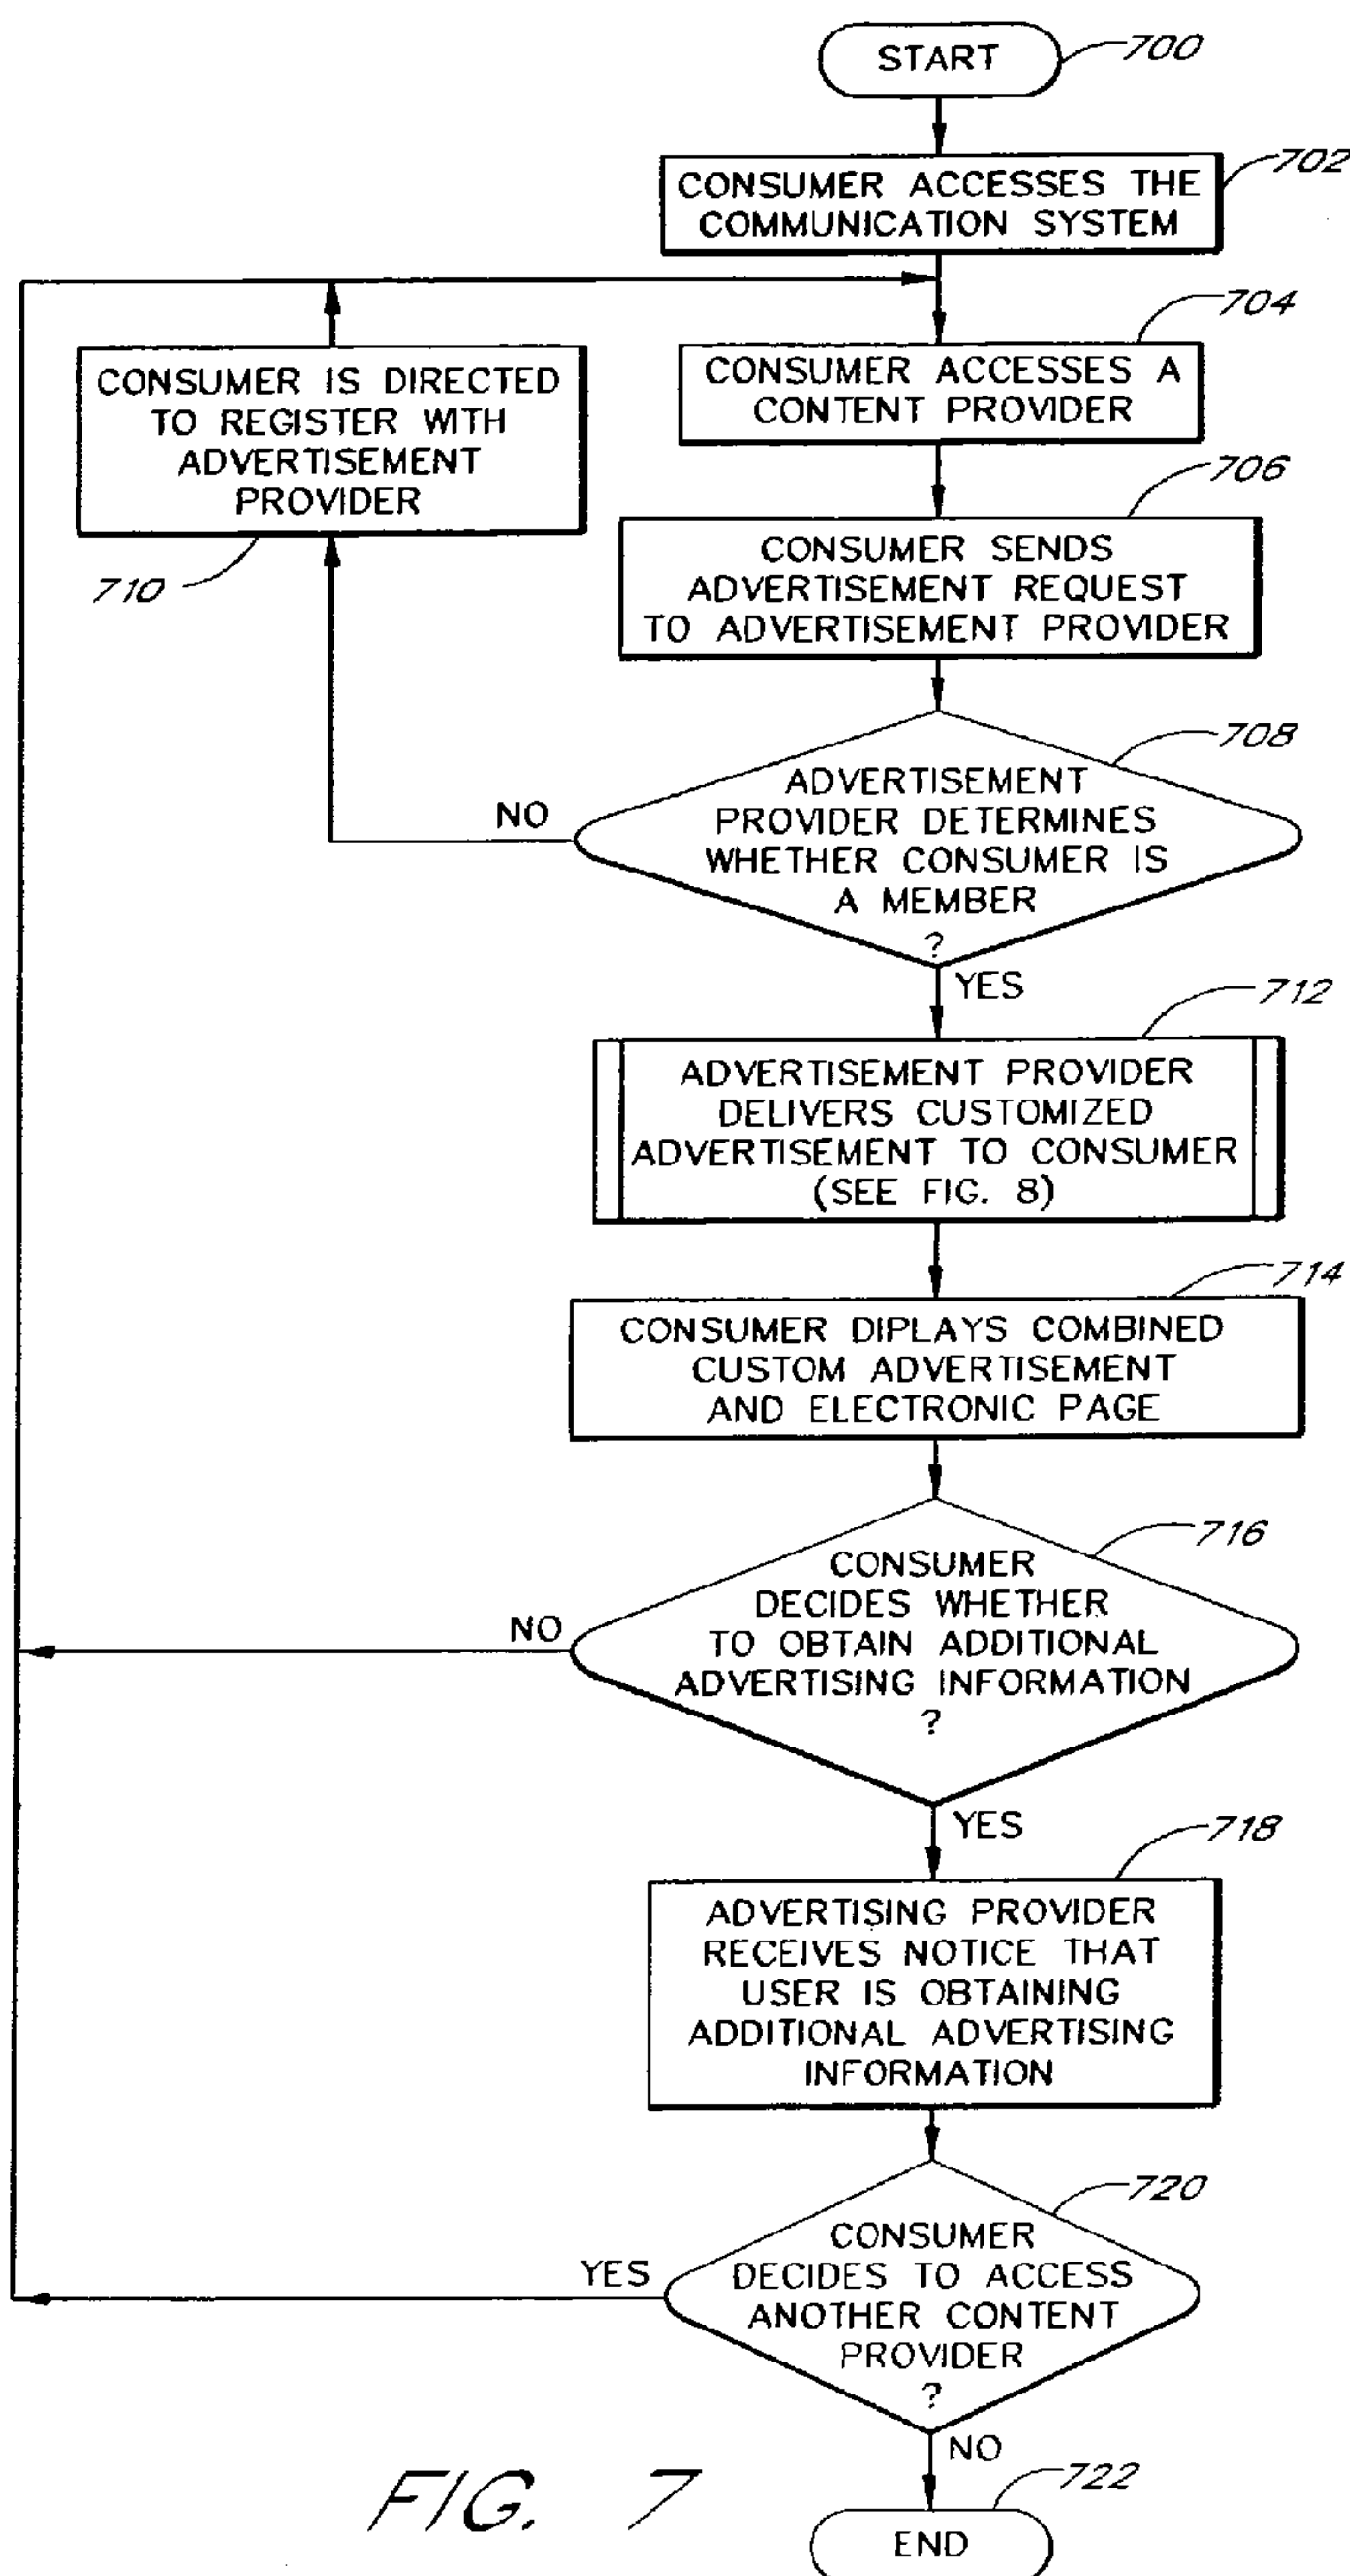 START
700
CONSUMER ACCESSES THE
COMMUNICATION SYSTEM
702
CONSUMER ACCESSES A
CONTENT PROVIDER
704
CONSUMER IS DIRECTED
TO REGISTER WITH
ADVERTISEMENT
PROVIDER
710
CONSUMER SENDS
ADVERTISEMENT REQUEST
TO ADVERTISEMENT PROVIDER
706
ADVERTISEMENT
PROVIDER DETERMINES
WHETHER CONSUMER IS
A MEMBER
?
708
NO
YES
ADVERTISEMENT PROVIDER
DELIVERS CUSTOMIZED
ADVERTISEMENT TO CONSUMER
(SEE FIG. 8)
712
CONSUMER DIPLAYS COMBINED
CUSTOM ADVERTISEMENT
AND ELECTRONIC PAGE
714
CONSUMER
DECIDES WHETHER
TO OBTAIN ADDITIONAL
ADVERTISING INFORMATION
?
716
NO
YES
ADVERTISING PROVIDER
RECEIVES NOTICE THAT
USER IS OBTAINING
ADDITIONAL ADVERTISING
INFORMATION
718
CONSUMER
DECIDES TO ACCESS
ANOTHER CONTENT
PROVIDER
?
720
YES
NO
END
722
FIG. 7